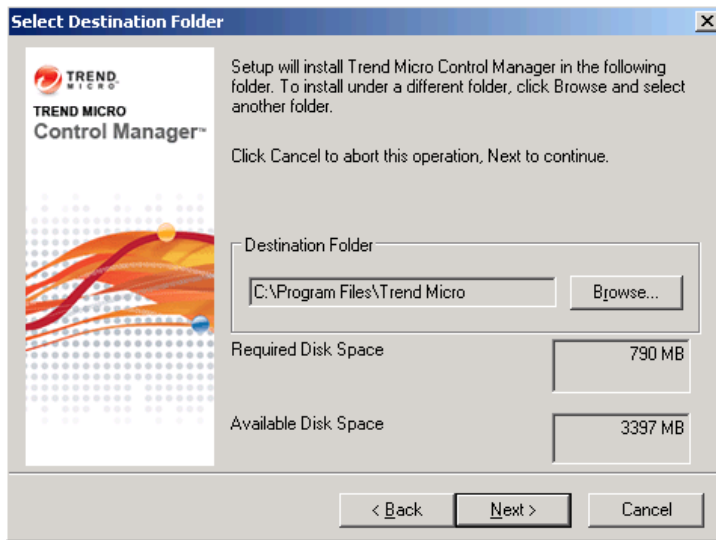 Select Destination Folder
TREND
MICRO
TREND MICRO
Control Manager™
Setup will install Trend Micro Control Manager in the following
folder. To install under a different folder, click Browse and select
another folder.
Click Cancel to abort this operation, Next to continue.
Destination Folder
C:\Program Files\Trend Micro
Browse...
Required Disk Space
790 MB
Available Disk Space
3397 MB
< Back
Next >
Cancel